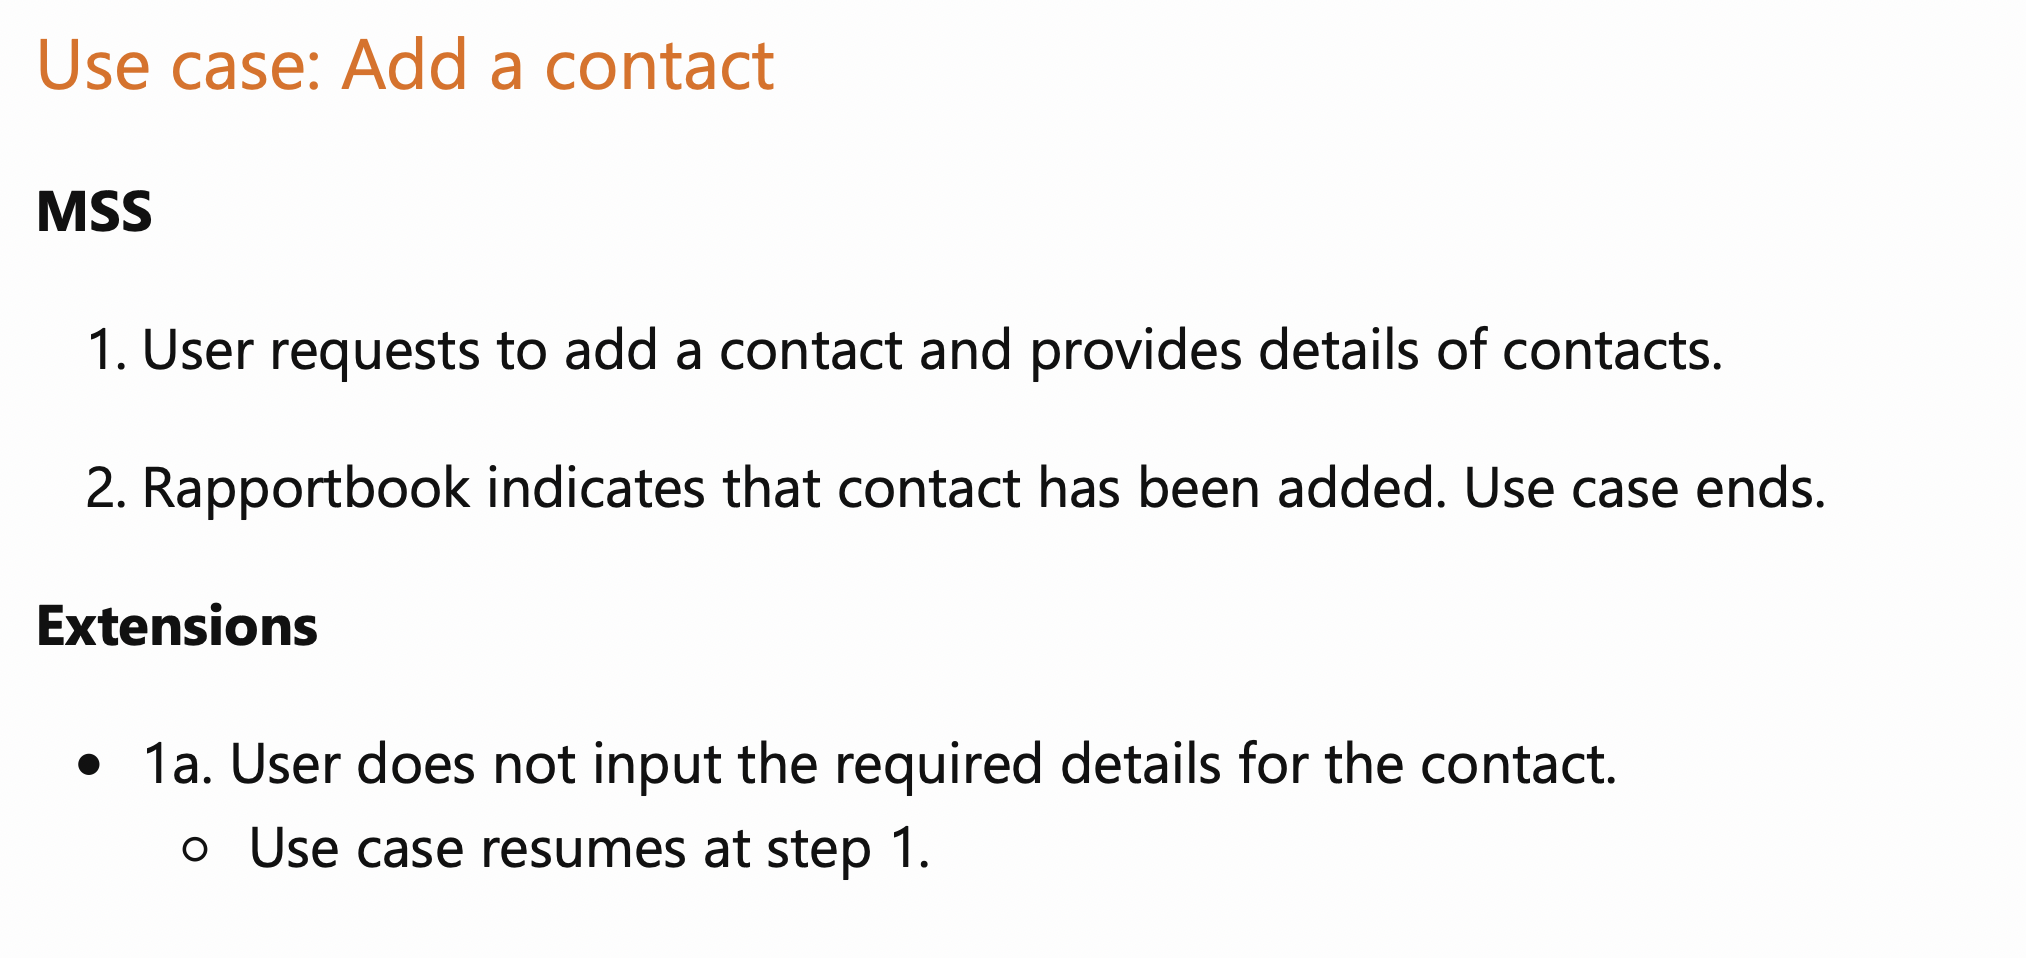 Use case: Add a contact
MSS
1. User requests to add a contact and provides details of contacts.
2. Rapportbook indicates that contact has been added. Use case ends.
Extensions
• 1a. User does not input the required details for the contact.
○ Use case resumes at step 1.